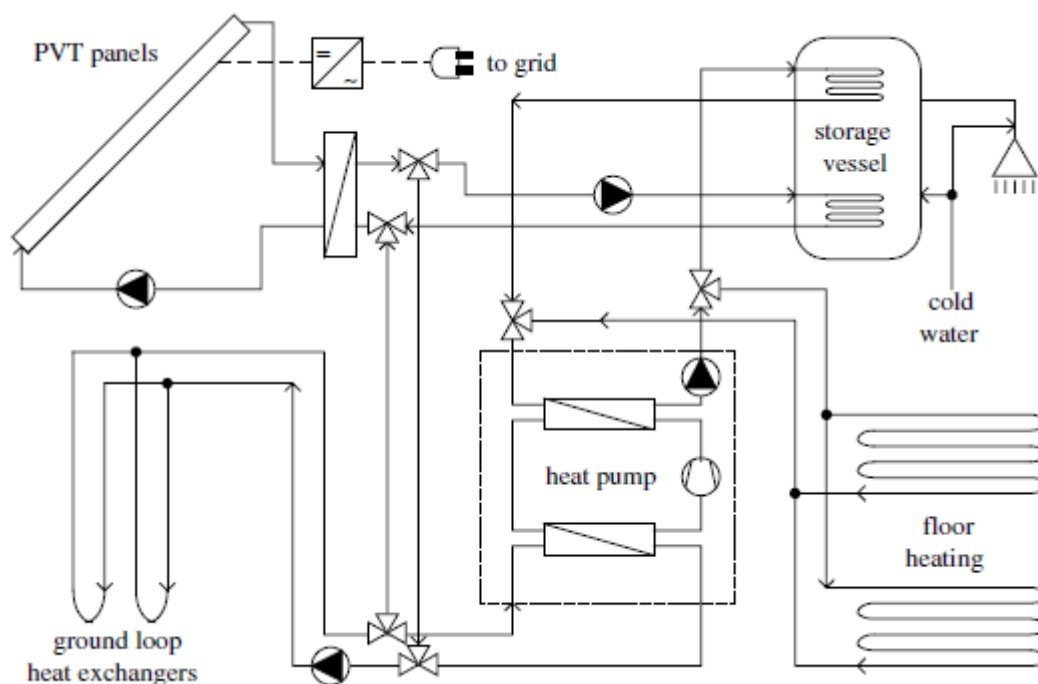 PVT panels
=
~
to grid
storage
vessel
cold
water
heat pump
floor
heating
ground loop
heat exchangers